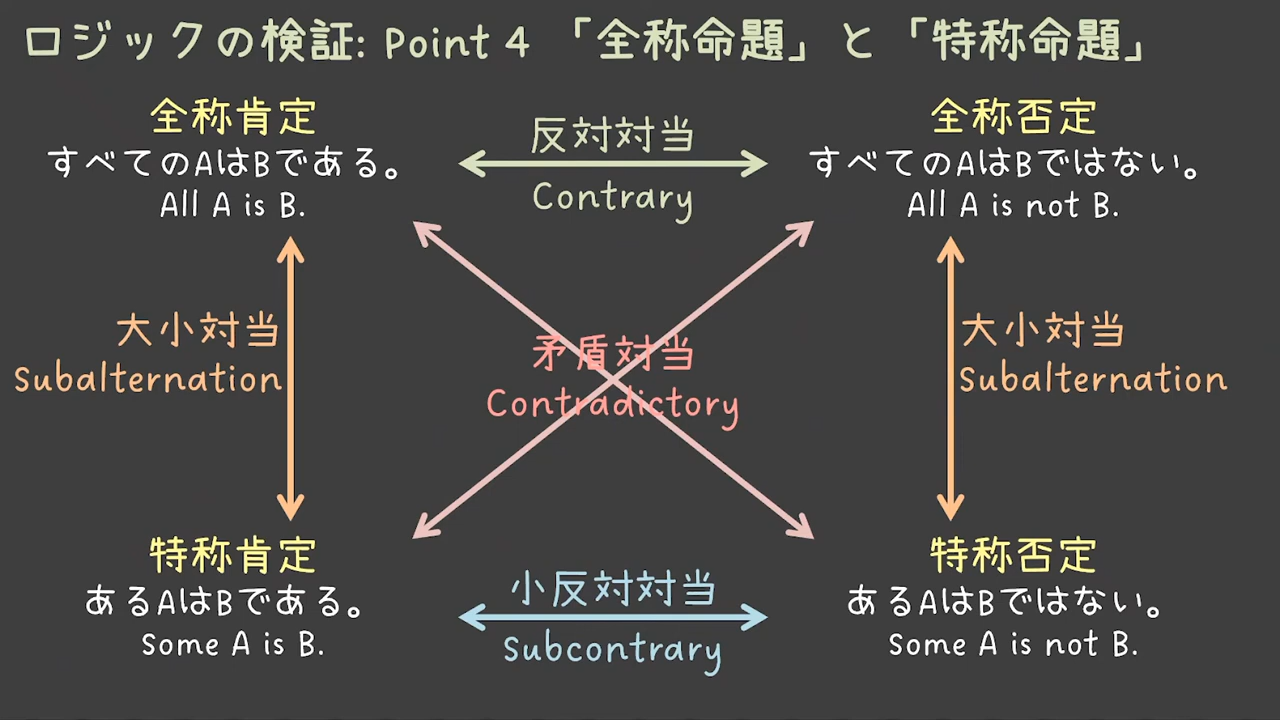 ロジックの検証: Point 4 「全称命題」と「特称命題」
全称肯定
すべてのAはBである。
All A is B.
反対対当
Contrary
全称否定
すべてのAはBではない。
All A is not B.
大小対当
Subalternation
矛盾対当
Contradictory
大小対当
Subalternation
特称肯定
あるAはBである。
Some A is B.
小反対対当
Subcontrary
特称否定
あるAはBではない。
Some A is not B.